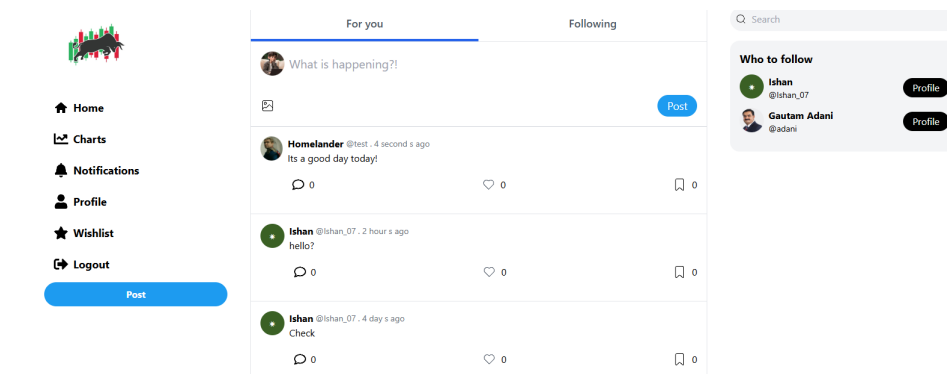 Home
Charts
Notifications
Profile
Wishlist
Logout
Post
For you
Following
What is happening?!
Post
Homelander @test . 4 second s ago
Its a good day today!
0 0 0
Ishan @Ishan_07 . 2 hour s ago
hello?
0 0 0
Ishan @Ishan_07 . 4 day s ago
Check
0 0 0
Search
Who to follow
Ishan
@Ishan_07
Profile
Gautam Adani
@adani
Profile